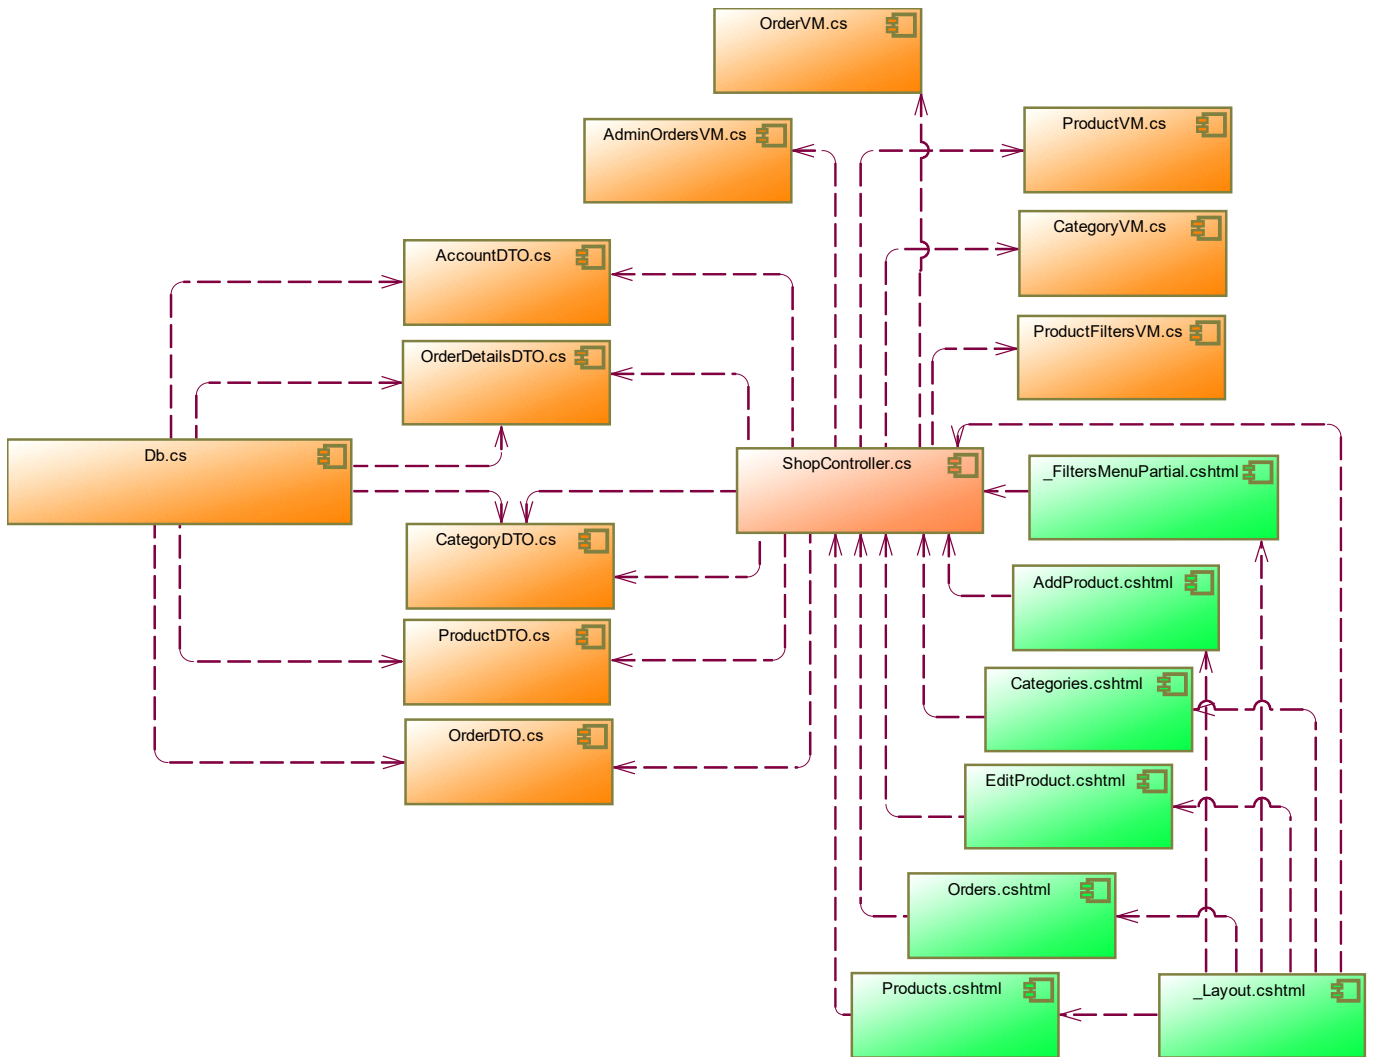 OrderVM.cs
ProductVM.cs
AdminOrdersVM.cs
CategoryVM.cs
AccountDTO.cs
ProductFiltersVM.cs
OrderDetailsDTO.cs
Db.cs
ShopController.cs
_FiltersMenuPartial.cshtml
CategoryDTO.cs
AddProduct.cshtml
ProductDTO.cs
Categories.cshtml
OrderDTO.cs
EditProduct.cshtml
Orders.cshtml
Products.cshtml
_Layout.cshtml